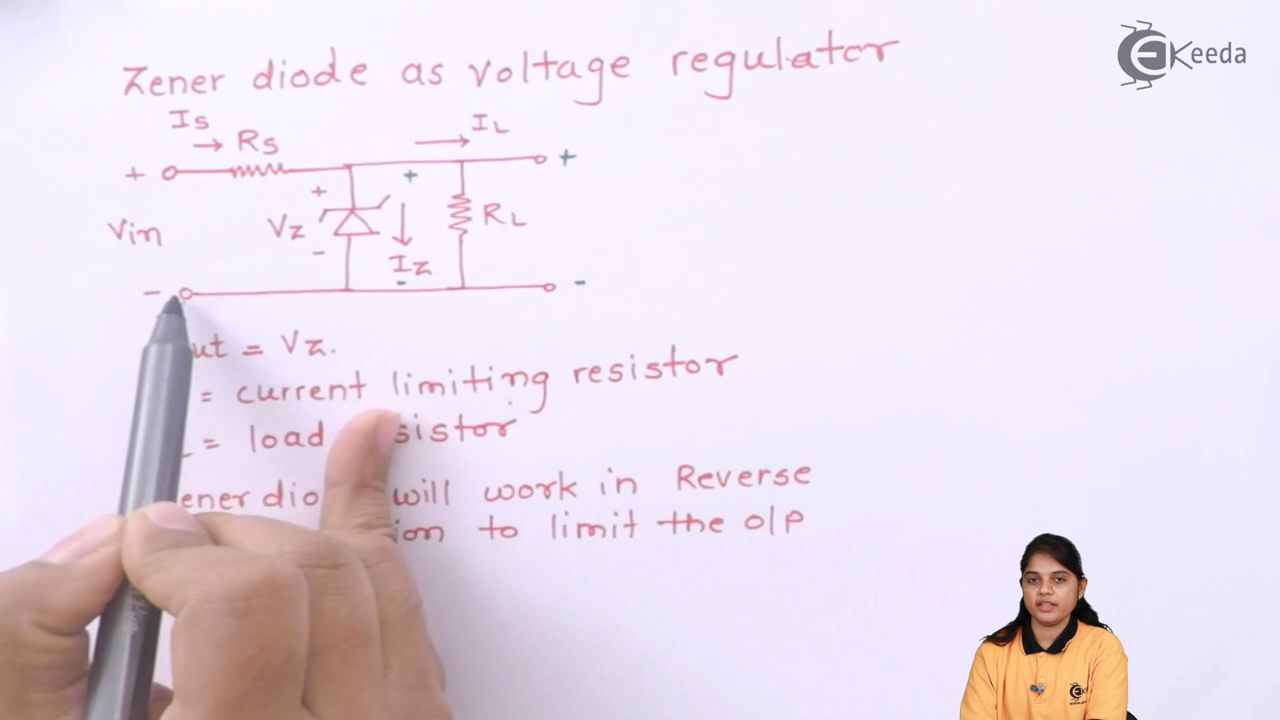 EKeeda
Zener diode as voltage regulator
Is
Rs
IL
+
+
+
+
Vin
Vz
RL
-
Iz
-
-
-
ut = Vz.
= current limiting resistor
= load sistor
ener dio will work in Reverse
ion to limit the o/p